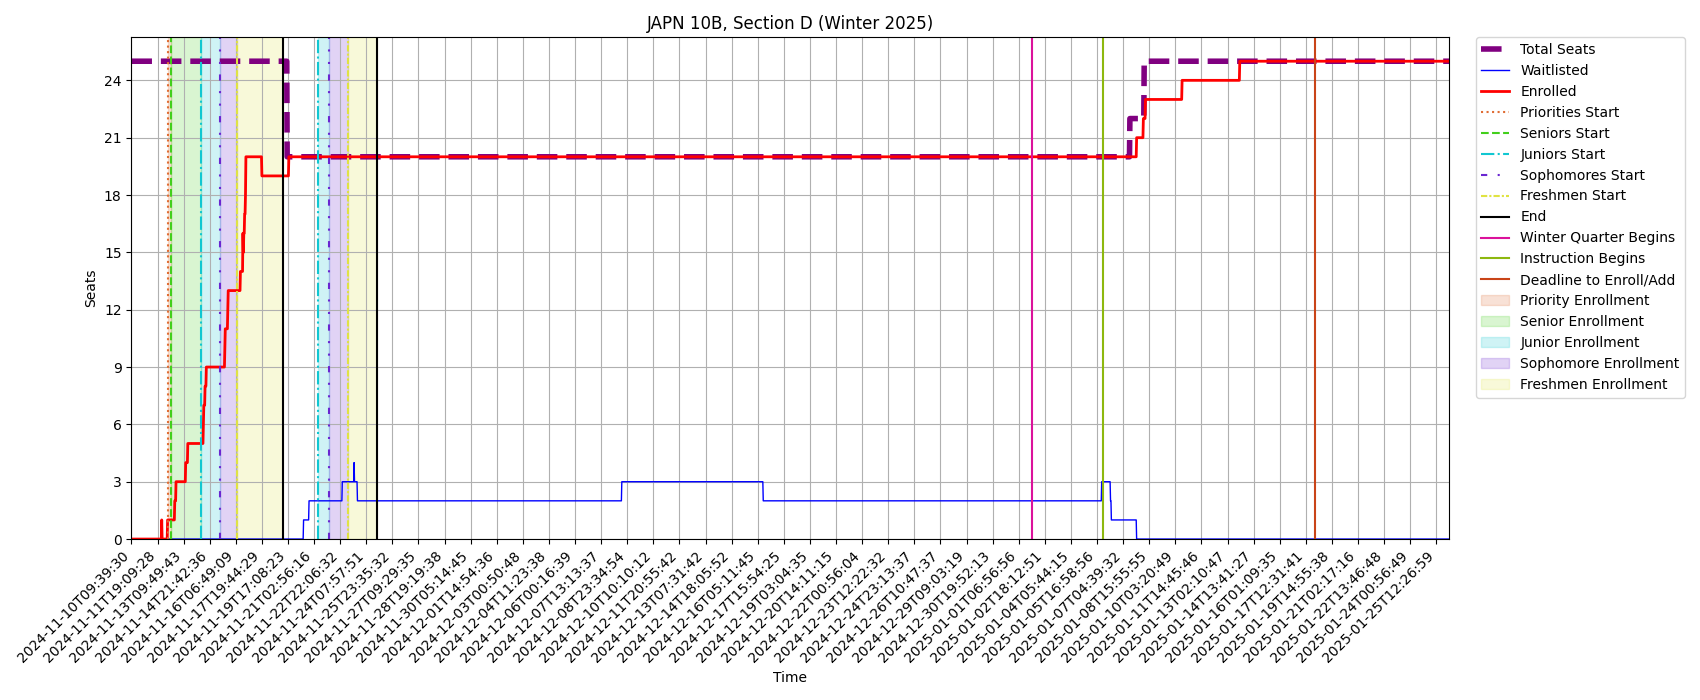 JAPN 10B, Section D (Winter 2025)
Seats
24
21
18
15
12
9
6
3
0
2024-11-10T09:39:30
2024-11-11T19:09:28
2024-11-13T09:49:43
2024-11-14T21:42:36
2024-11-16T06:49:09
2024-11-17T19:44:29
2024-11-19T17:08:23
2024-11-21T02:56:16
2024-11-22T22:06:32
2024-11-24T07:57:51
2024-11-25T23:35:32
2024-11-27T09:29:35
2024-11-28T19:19:38
2024-11-30T05:14:45
2024-12-01T14:54:36
2024-12-03T00:50:48
2024-12-04T11:23:38
2024-12-06T00:16:39
2024-12-07T13:13:37
2024-12-08T23:34:54
2024-12-10T10:10:12
2024-12-11T20:55:42
2024-12-13T07:31:42
2024-12-14T18:05:52
2024-12-16T05:11:45
2024-12-17T15:54:25
2024-12-19T03:04:35
2024-12-20T14:11:15
2024-12-22T00:56:04
2024-12-23T12:22:32
2024-12-24T23:13:37
2024-12-26T10:47:37
2024-12-29T09:03:19
2024-12-30T19:52:13
2025-01-01T06:56:56
2025-01-02T18:12:51
2025-01-04T05:44:15
2025-01-05T16:58:56
2025-01-07T04:39:32
2025-01-08T15:55:55
2025-01-10T03:20:49
2025-01-11T14:45:46
2025-01-13T02:10:47
2025-01-14T13:41:27
2025-01-16T01:09:35
2025-01-17T12:31:41
2025-01-19T14:55:38
2025-01-21T02:17:16
2025-01-22T13:46:48
2025-01-24T00:56:49
2025-01-25T12:26:59
Time
Total Seats
Waitlisted
Enrolled
Priorities Start
Seniors Start
Juniors Start
Sophomores Start
Freshmen Start
End
Winter Quarter Begins
Instruction Begins
Deadline to Enroll/Add
Priority Enrollment
Senior Enrollment
Junior Enrollment
Sophomore Enrollment
Freshmen Enrollment